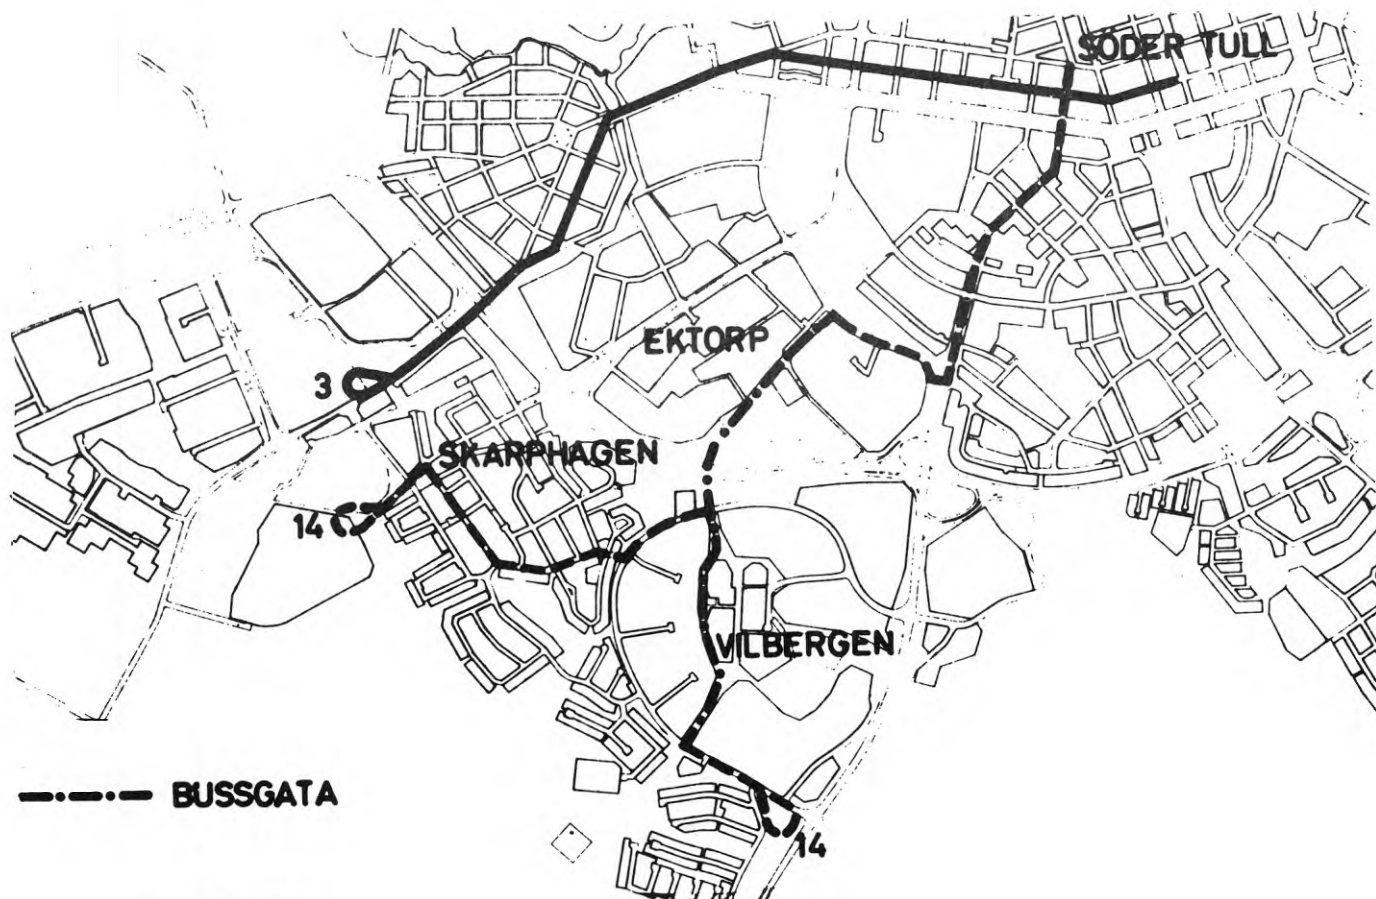 SÖDER TULL
EKTORP
3
SKARPHAGEN
14
VILBERGEN
BUSSGATA
14